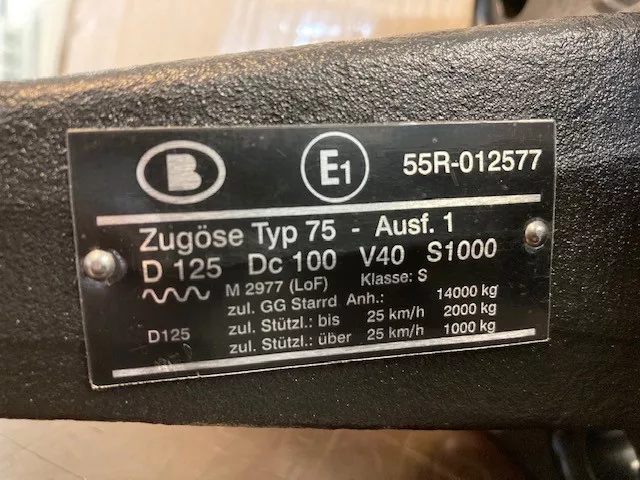 B E1 55R-012577
Zugöse Typ 75 - Ausf. 1
D 125 Dc 100 V40 S1000
M 2977 (LoF) Klasse: S
zul. GG Starrd Anh.: 14000 kg
zul. Stützl.: bis 25 km/h 2000 kg
D125 zul. Stützl.: über 25 km/h 1000 kg